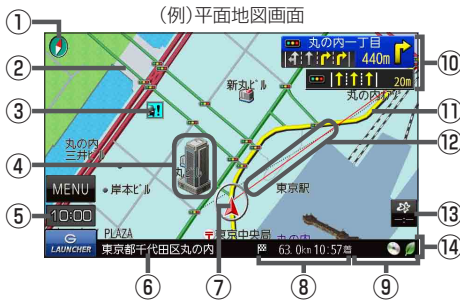 (例)平面地図画面
①
②
③
④
⑤
⑥
⑦
⑧
⑨
⑩
⑪
⑫
⑬
⑭
丸の内一丁目
440m
20m
新丸ビル
丸の内
三井ビル
MENU
岸本ビル
東京駅
10:00
PLAZA
〒東京中央局
丸の内
G
LAUNCHER
東京都千代田区丸の内
63.0km 10:57着